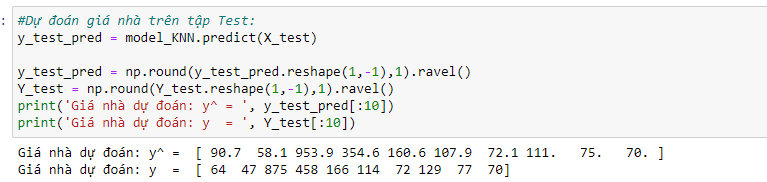 : #Dự đoán giá nhà trên tập Test:
y_test_pred = model_KNN.predict(X_test)
y_test_pred = np.round(y_test_pred.reshape(1,-1),1).ravel()
Y_test = np.round(Y_test.reshape(1,-1),1).ravel()
print('Giá nhà dự đoán: y^ = ', y_test_pred[:10])
print('Giá nhà dự đoán: y  = ', Y_test[:10])
Giá nhà dự đoán: y^ =  [ 90.7  58.1 953.9 354.6 160.6 107.9  72.1 111.   75.   70. ]
Giá nhà dự đoán: y  =  [ 64  47 875 458 166 114  72 129  77  70]